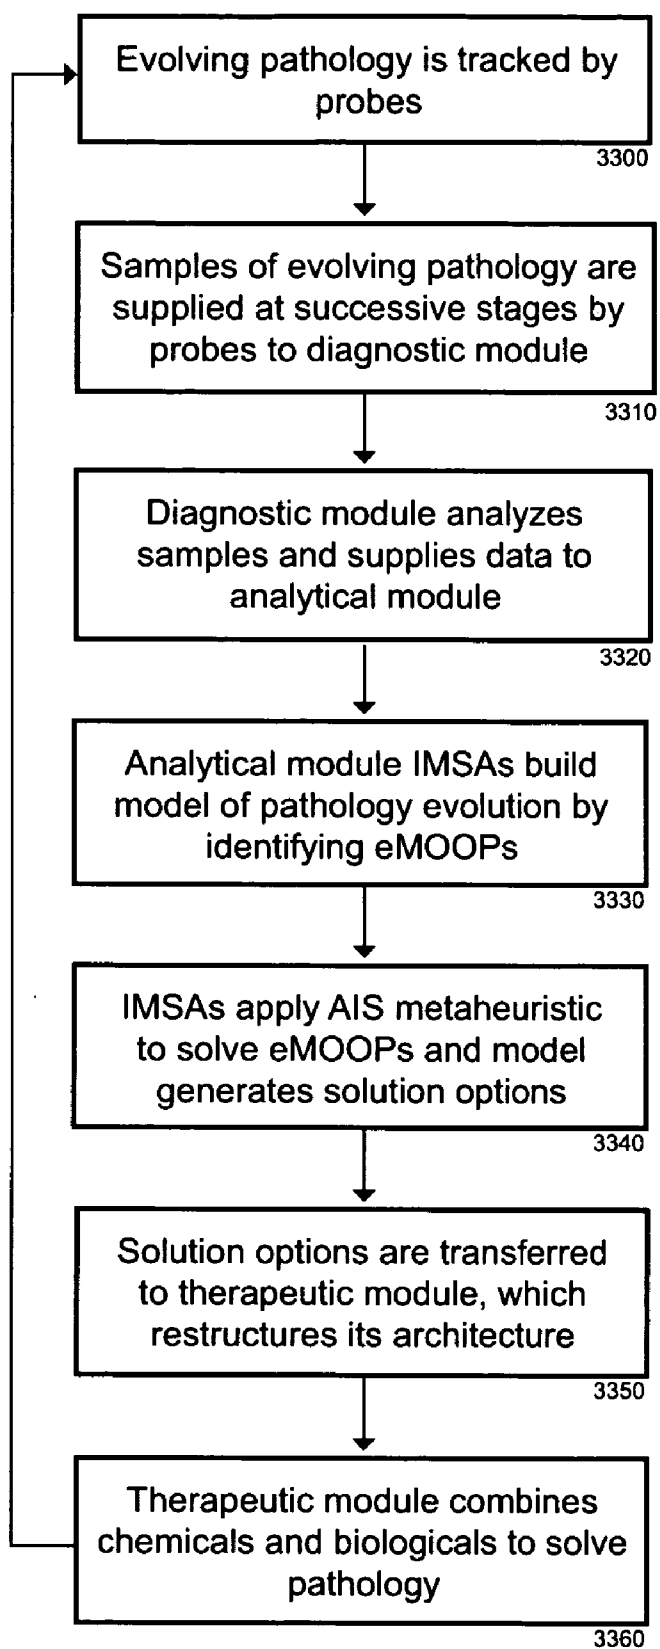 Evolving pathology is tracked by
probes
3300
Samples of evolving pathology are
supplied at successive stages by
probes to diagnostic module
3310
Diagnostic module analyzes
samples and supplies data to
analytical module
3320
Analytical module IMSAs build
model of pathology evolution by
identifying eMOOPs
3330
IMSAs apply AIS metaheuristic
to solve eMOOPs and model
generates solution options
3340
Solution options are transferred
to therapeutic module, which
restructures its architecture
3350
Therapeutic module combines
chemicals and biologicals to solve
pathology
3360